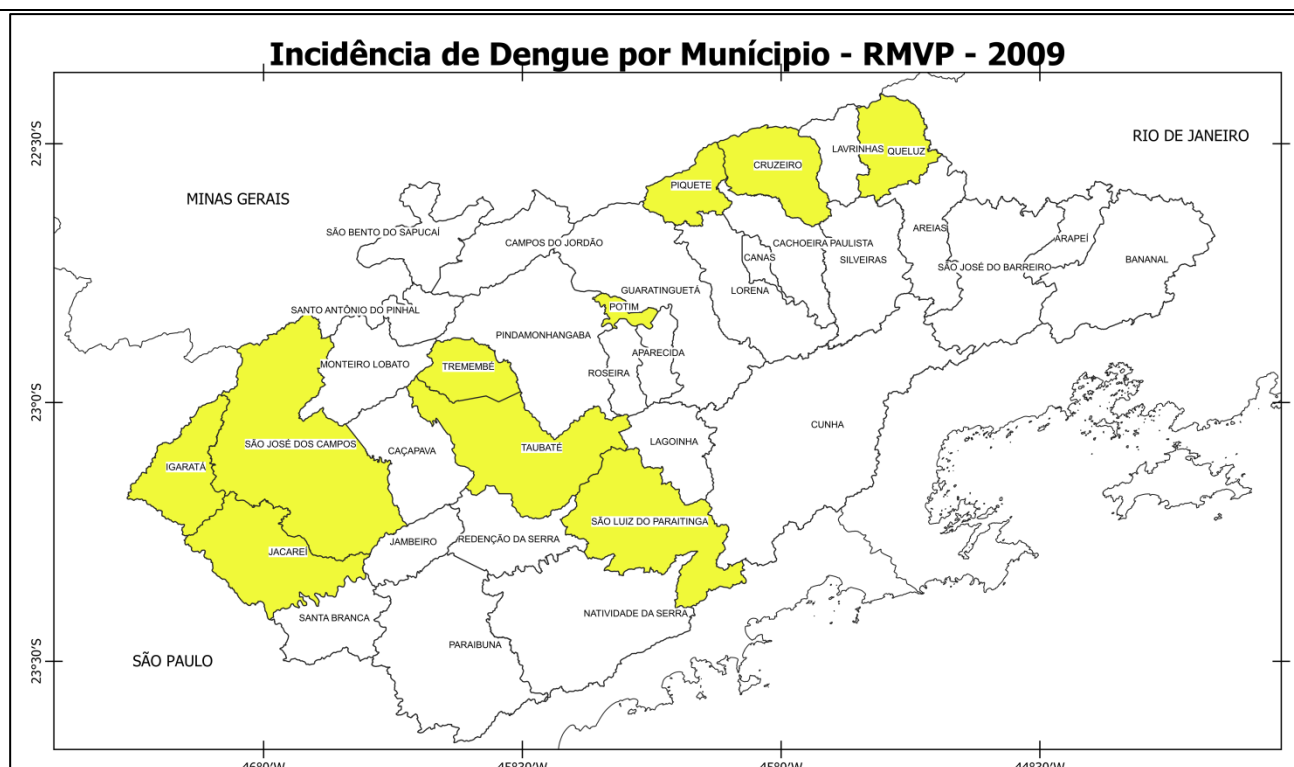 Incidência de Dengue por Munícipio - RMVP - 2009
22°30'S
RIO DE JANEIRO
LAVRINHAS
QUELUZ
CRUZEIRO
PIQUETE
MINAS GERAIS
SÃO BENTO DO SAPUCAÍ
CAMPOS DO JORDÃO
CACHOEIRA PAULISTA
AREIAS
ARAPEÍ
CANAS
SILVEIRAS
BANANAL
SÃO JOSÉ DO BARREIRO
GUARATINGUETÁ
LORENA
POTIM
SANTO ANTÔNIO DO PINHAL
PINDAMONHANGABA
APARECIDA
MONTEIRO LOBATO
TREMEMBÉ
ROSEIRA
23°0'S
CUNHA
SÃO JOSÉ DOS CAMPOS
LAGOINHA
TAUBATÉ
CAÇAPAVA
IGARATÁ
SÃO LUIZ DO PARAITINGA
REDENÇÃO DA SERRA
JAMBEIRO
JACAREÍ
NATIVIDADE DA SERRA
SANTA BRANCA
PARAIBUNA
23°30'S
SÃO PAULO